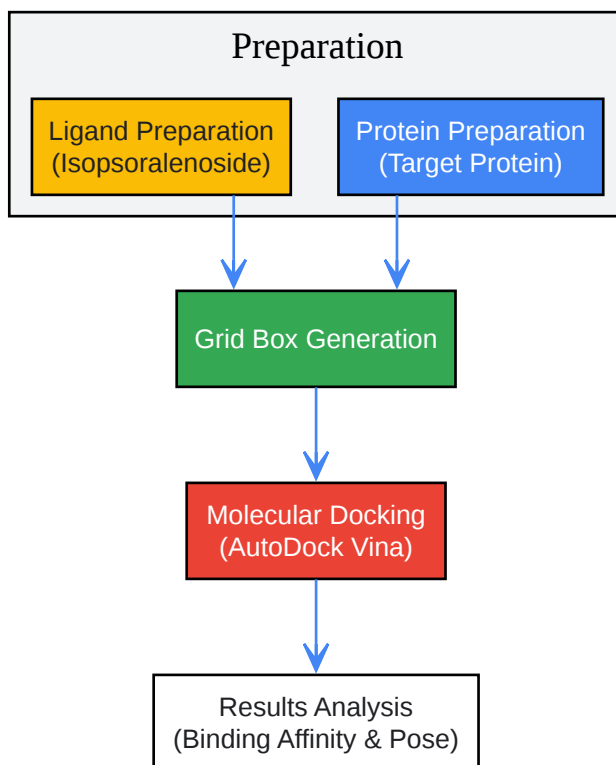 Preparation
Ligand Preparation
(Isopsoralenoside)
Protein Preparation
(Target Protein)
Grid Box Generation
Molecular Docking
(AutoDock Vina)
Results Analysis
(Binding Affinity & Pose)